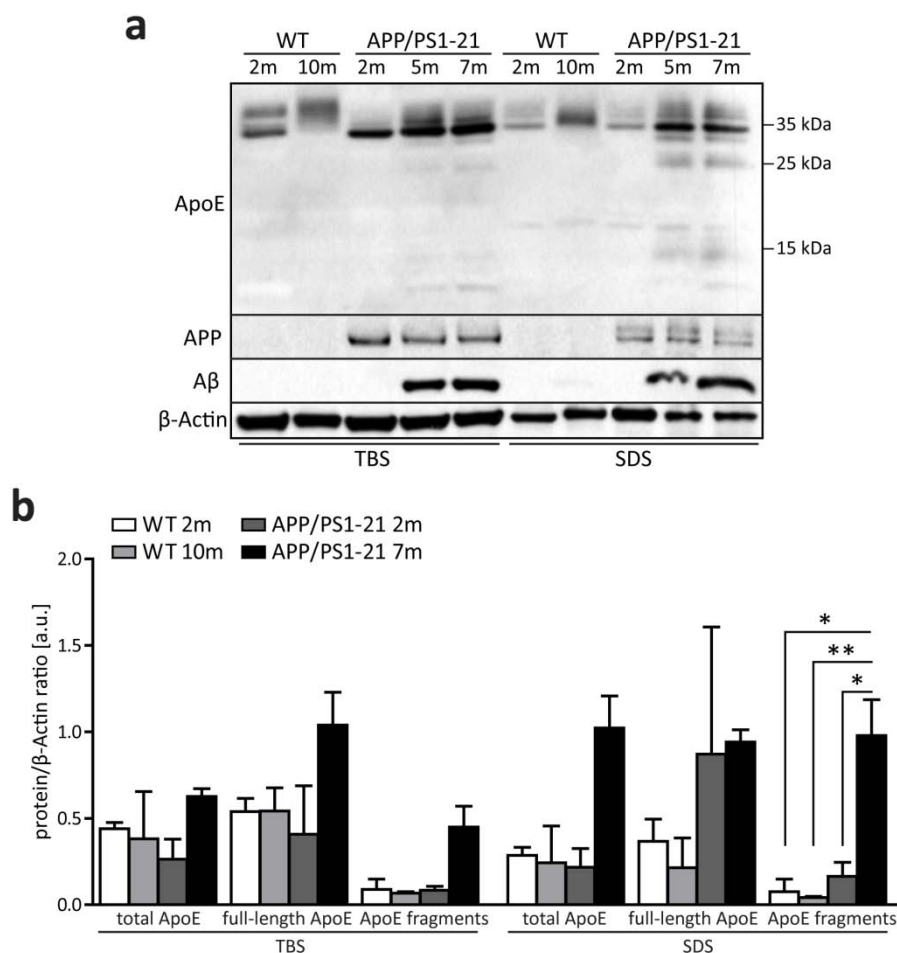 a
WT APP/PS1-21 WT APP/PS1-21
2m 10m 2m 5m 7m 2m 10m 2m 5m 7m
35 kDa
25 kDa
ApoE
15 kDa
APP
Aβ
β-Actin
TBS SDS
b
WT 2m APP/PS1-21 2m
WT 10m APP/PS1-21 7m
2.0
1.5
1.0
0.5
0.0
protein/β-Actin ratio [a.u.]
*
**
*
total ApoE full-length ApoE ApoE fragments total ApoE full-length ApoE ApoE fragments
TBS SDS